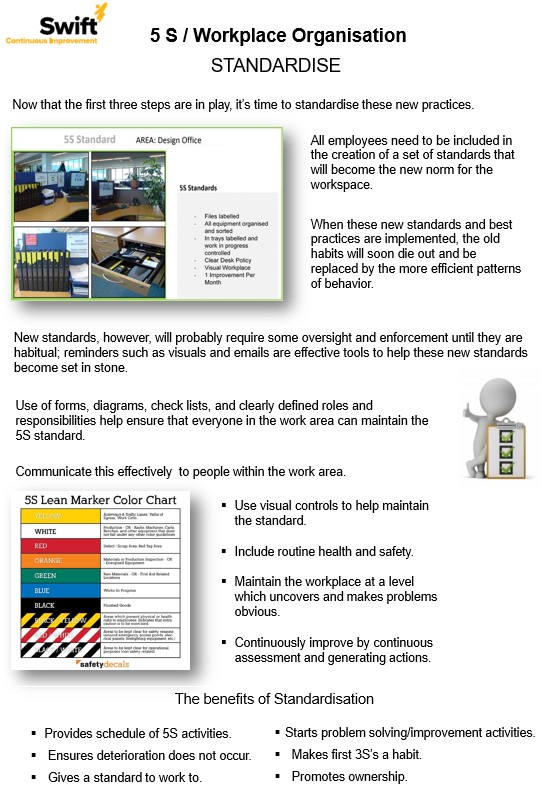 Swift
Continuous Improvement
5 S / Workplace Organisation
STANDARDISE
Now that the first three steps are in play, it's time to standardise these new practices.
5S Standard AREA: Design Office
5S Standards
- Files labelled
- All equipment organised
and sorted
- In trays labelled and
work in progress
controlled
- Clear Desk Policy
- Visual Workplace
- 1 Improvement Per
Month
All employees need to be included in
the creation of a set of standards that
will become the new norm for the
workspace.
When these new standards and best
practices are implemented, the old
habits will soon die out and be
replaced by the more efficient patterns
of behavior.
New standards, however, will probably require some oversight and enforcement until they are
habitual; reminders such as visuals and emails are effective tools to help these new standards
become set in stone.
Use of forms, diagrams, check lists, and clearly defined roles and
responsibilities help ensure that everyone in the work area can maintain the
5S standard.
Communicate this effectively to people within the work area.
5S Lean Marker Color Chart
YELLOW Aisleways & Traffic Lanes; Paths of
Egress; Work Cells
WHITE Production - OR - Racks, Machines, Carts,
Benches, and other equipment that does
not fall under any other color guidelines
RED Defect / Scrap Area; Red Tag Area
ORANGE Materials or Production Inspection - OR
- Energized Equipment
GREEN Raw Materials - OR - First Aid Related
Locations
BLUE Works In Progress
BLACK Finished Goods
BLACK / YELLOW Areas which present physical or health
risks to employees. Indicates that extra
caution is to be exercised.
RED / WHITE Areas to be kept clear for safety reasons
BLACK / WHITE Areas to be kept clear for operational
purposes (non safety related)
safetydecals
▪ Use visual controls to help maintain
the standard.
▪ Include routine health and safety.
▪ Maintain the workplace at a level
which uncovers and makes problems
obvious.
▪ Continuously improve by continuous
assessment and generating actions.
The benefits of Standardisation
▪ Provides schedule of 5S activities.
▪ Ensures deterioration does not occur.
▪ Gives a standard to work to.
▪ Starts problem solving/improvement activities.
▪ Makes first 3S's a habit.
▪ Promotes ownership.